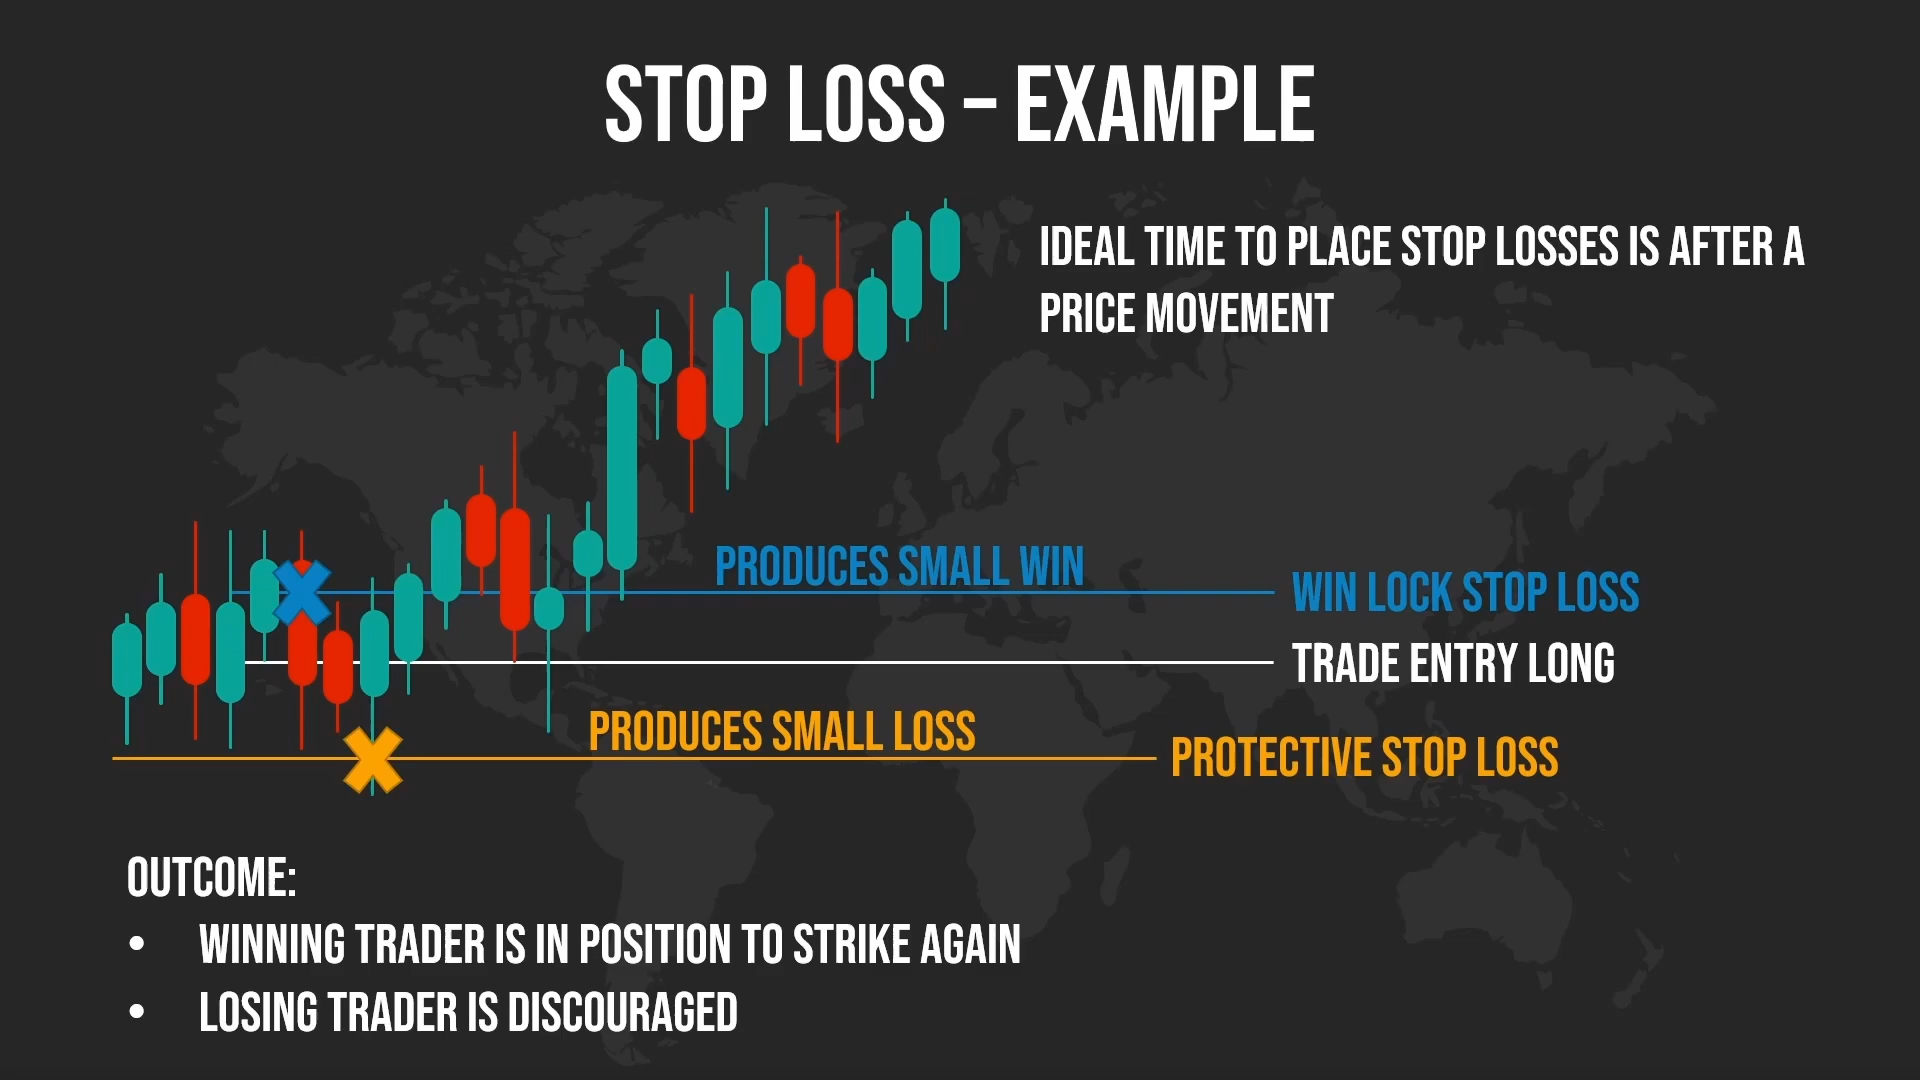 STOP LOSS – EXAMPLE
IDEAL TIME TO PLACE STOP LOSSES IS AFTER A
PRICE MOVEMENT
PRODUCES SMALL WIN
WIN LOCK STOP LOSS
TRADE ENTRY LONG
PRODUCES SMALL LOSS
PROTECTIVE STOP LOSS
OUTCOME:
• WINNING TRADER IS IN POSITION TO STRIKE AGAIN
• LOSING TRADER IS DISCOURAGED